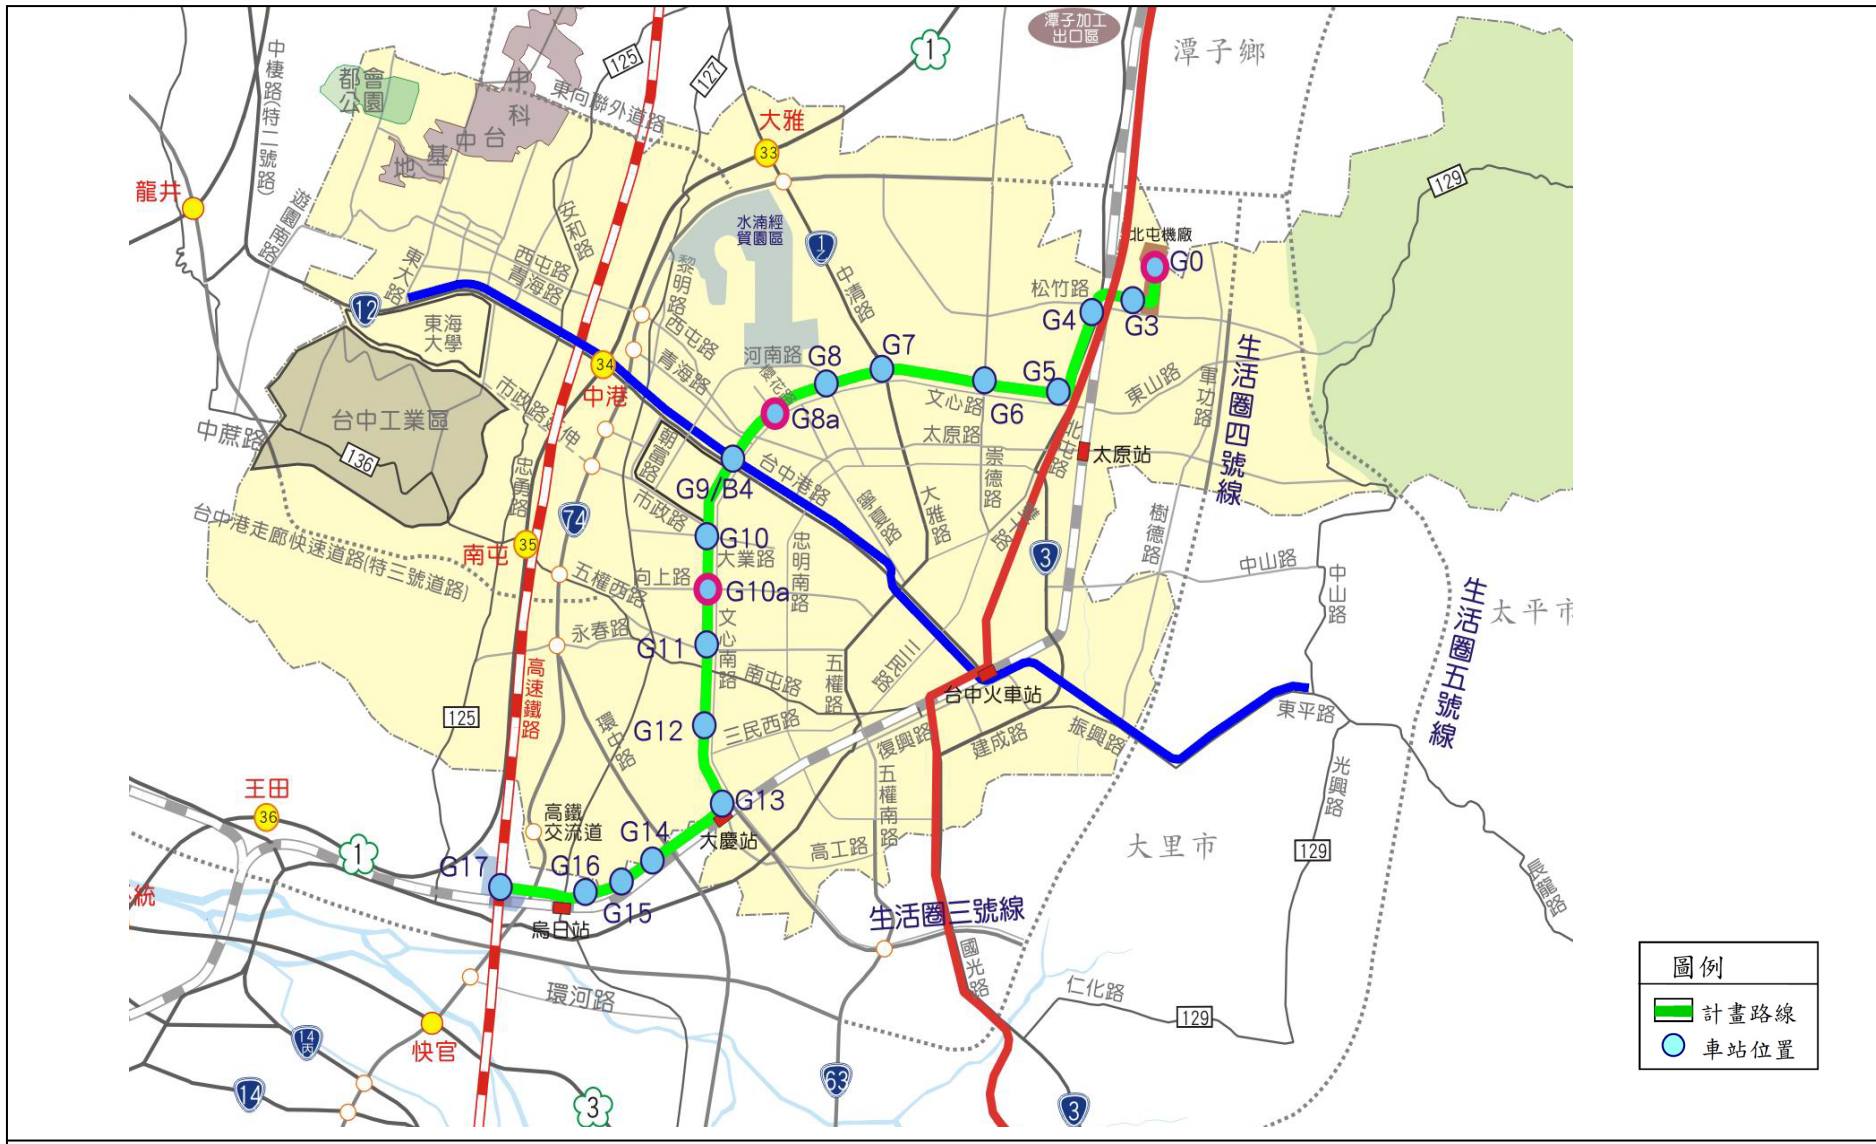 潭子加工
出口區
潭子鄉
125
127
1
中棲路(特二號路)
都會
公園
中
科
台
中
基
地
東向聯外道路
大雅
33
129
龍井
遊園南路
安和路
水湳經
貿園區
1乙
北屯機廠
G0
東大路
西屯路
青海路
黎明路
中清路
松竹路
12
G4
G3
東海
大學
西屯路
河南路
G8
G7
生活圈四號線
34
青海路
櫻花路
G5
中港
市政路延伸
文心路
G6
東山路
軍功路
G8a
台中工業區
太原路
中蔗路
136
朝富路
台中港路
崇德路
北屯路
太原站
忠勇路
G9
B4
寧夏路
大雅路
市政路
樹德路
台中港走廊快速道路(特三號道路)
74
G10
大業路
忠明南路
南屯
35
3
中山路
五權西路
向上路
G10a
中山路
生活圈五號線
太平市
永春路
文心南路
G11
三民路
高速鐵路
南屯路
五權路
台中火車站
125
環中路
G12
三民西路
復興路
建成路
振興路
東平路
光興路
王田
36
高鐵
交流道
G13
五權南路
G14
大慶站
高工路
大里市
1
G17
G16
129
長龍路
統
G15
烏日站
生活圈三號線
國光路
環河路
仁化路
129
快官
14丙
14
3
63
3
圖例
計畫路線
車站位置